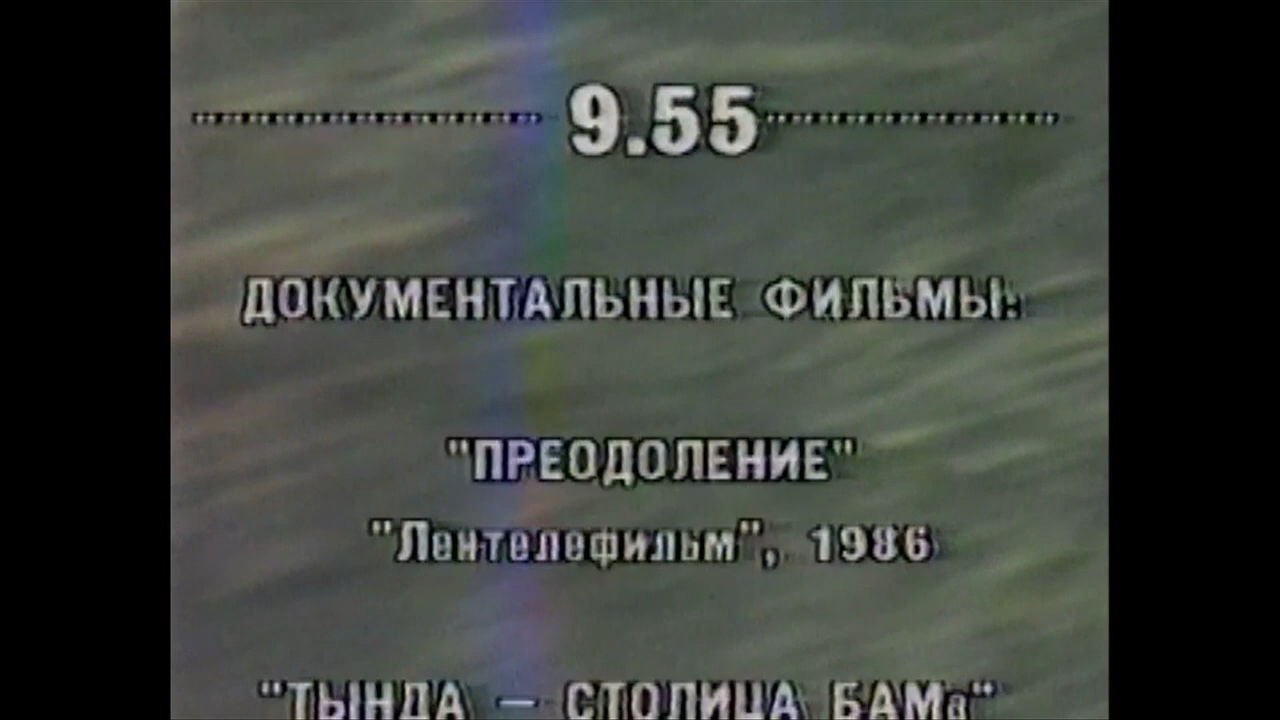 9.55
ДОКУМЕНТАЛЬНЫЕ ФИЛЬМЫ:
"ПРЕОДОЛЕНИЕ"
"Лентелефильм", 1986
"ТЫНДА — СТОЛИЦА БАМа"